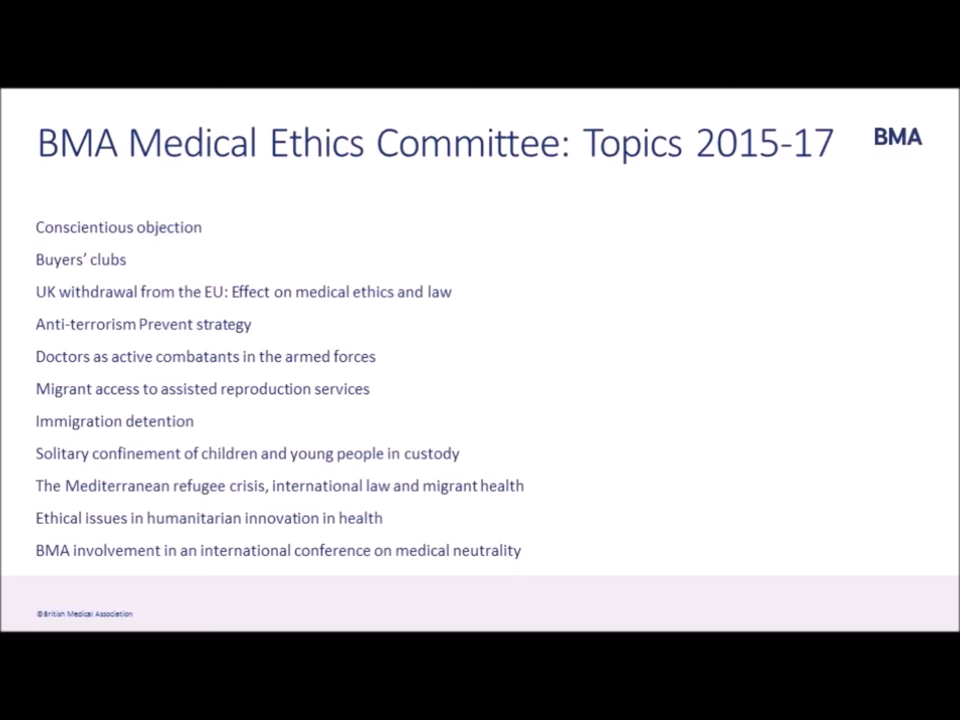 BMA Medical Ethics Committee: Topics 2015-17
BMA
Conscientious objection
Buyers’ clubs
UK withdrawal from the EU: Effect on medical ethics and law
Anti-terrorism Prevent strategy
Doctors as active combatants in the armed forces
Migrant access to assisted reproduction services
Immigration detention
Solitary confinement of children and young people in custody
The Mediterranean refugee crisis, international law and migrant health
Ethical issues in humanitarian innovation in health
BMA involvement in an international conference on medical neutrality
©British Medical Association